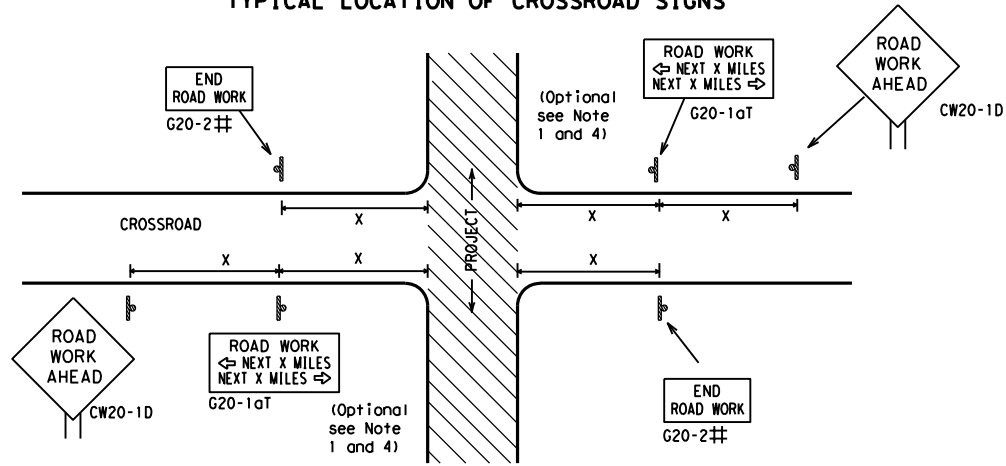 TYPICAL LOCATION OF CROSSROAD SIGNS
END
ROAD WORK
G20-2#
ROAD WORK
⇦ NEXT X MILES
NEXT X MILES ⇨
G20-1aT
(Optional
see Note
1 and 4)
ROAD
WORK
AHEAD
CW20-1D
X
X
X
CROSSROAD
PROJECT
X
X
X
ROAD
WORK
AHEAD
CW20-1D
ROAD WORK
⇦ NEXT X MILES
NEXT X MILES ⇨
G20-1aT
(Optional
see Note
1 and 4)
END
ROAD WORK
G20-2#